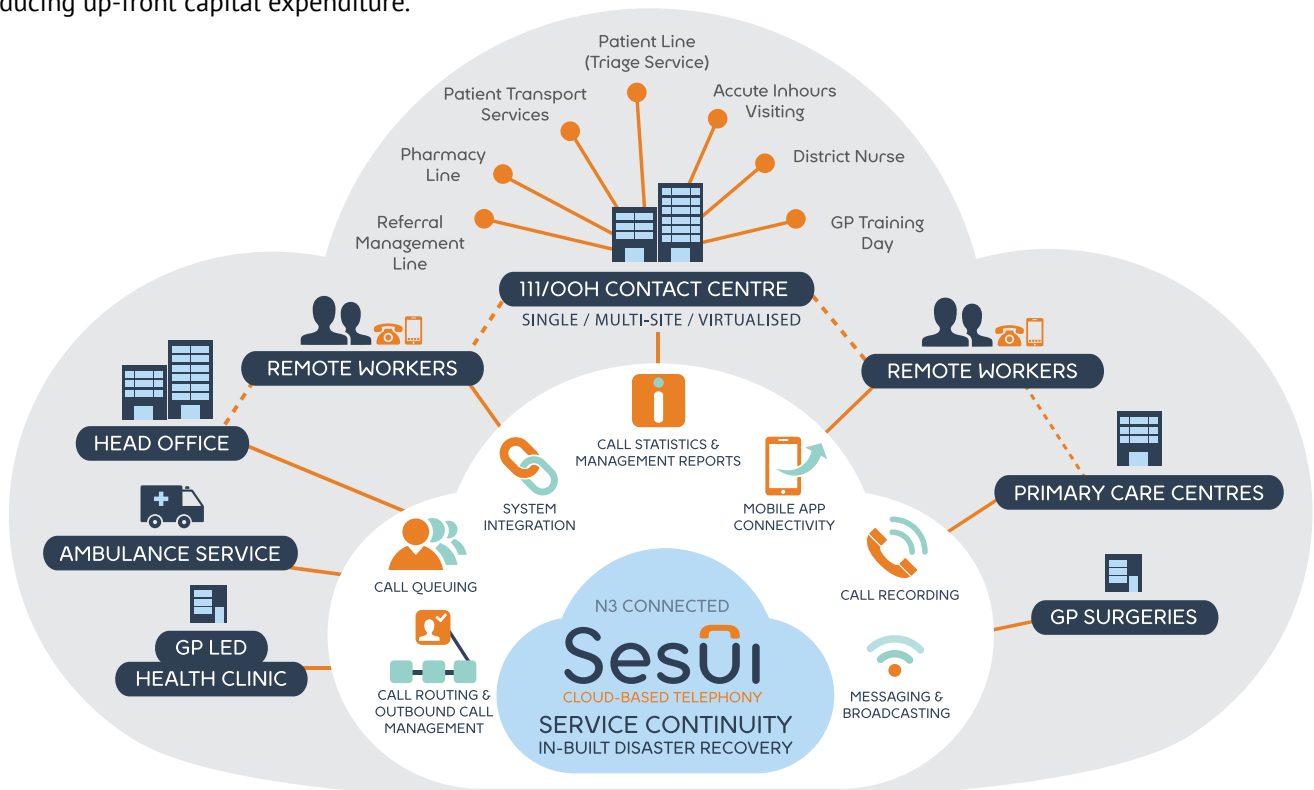 ducing up-front capital expenditure.
Patient Line
(Triage Service)
Patient Transport
Services
Accute Inhours
Visiting
Pharmacy
Line
District Nurse
Referral
Management
Line
GP Training
Day
111/OOH CONTACT CENTRE
SINGLE / MULTI-SITE / VIRTUALISED
REMOTE WORKERS
REMOTE WORKERS
HEAD OFFICE
CALL STATISTICS &
MANAGEMENT REPORTS
SYSTEM
INTEGRATION
MOBILE APP
CONNECTIVITY
PRIMARY CARE CENTRES
AMBULANCE SERVICE
CALL QUEUING
CALL RECORDING
GP SURGERIES
GP LED
HEALTH CLINIC
CALL ROUTING &
OUTBOUND CALL
MANAGEMENT
MESSAGING &
BROADCASTING
N3 CONNECTED
Sesui
CLOUD-BASED TELEPHONY
SERVICE CONTINUITY
IN-BUILT DISASTER RECOVERY